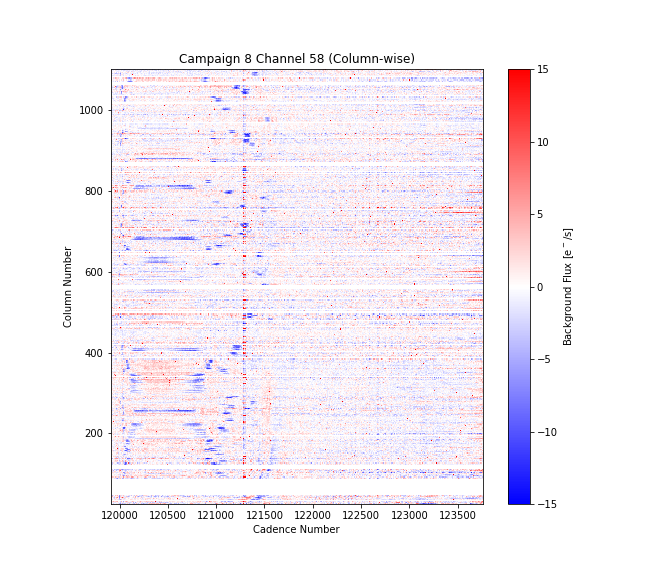 Campaign 8 Channel 58 (Column-wise)
1000
800
600
400
200
Column Number
120000 120500 121000 121500 122000 122500 123000 123500
Cadence Number
15
10
5
0
−5
−10
−15
Background Flux [e⁻/s]